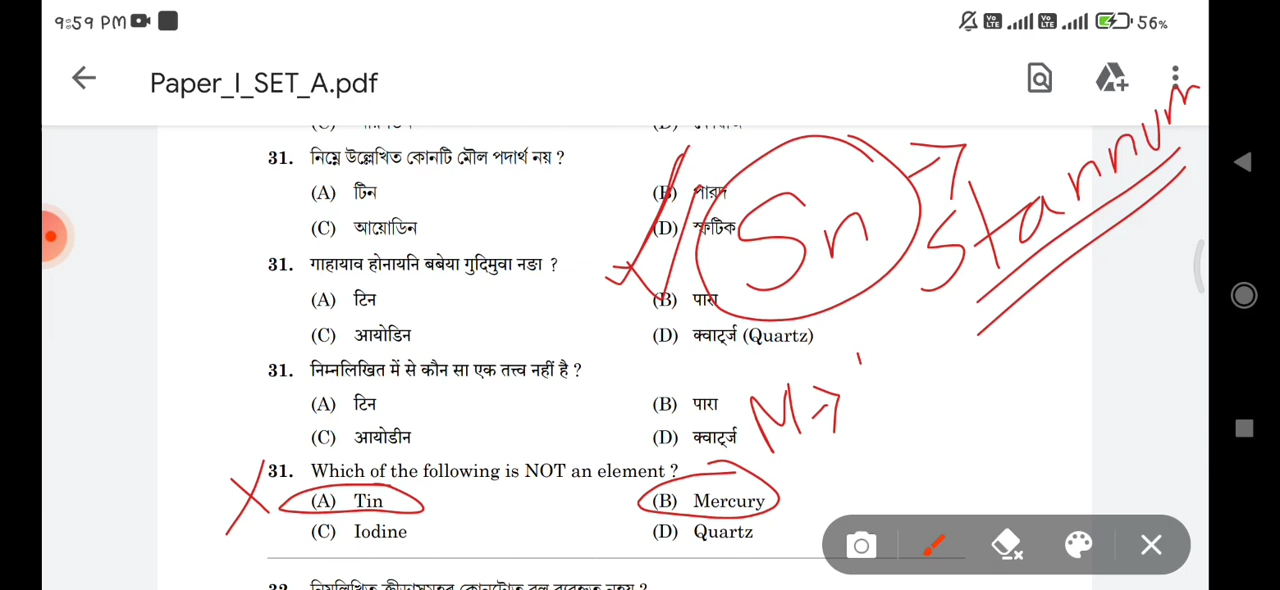 9:59 PM
56%
Paper_I_SET_A.pdf
31. নিম্নে উল্লেখিত কোনটি মৌল পদার্থ নয় ?
(A) টিন (B) পারদ
(C) আয়োডিন (D) স্ফটিক
Sn → Stannum
31. गाहायाव होनायनि बबेया गुदिमुवा नङा ?
(A) टिन (B) पारा
(C) आयोडिन (D) क्वार्ट्ज (Quartz)
31. निम्नलिखित में से कौन सा एक तत्त्व नहीं है ?
(A) टिन (B) पारा
(C) आयोडीन (D) क्वार्ट्ज
31. Which of the following is NOT an element ?
(A) Tin (B) Mercury
(C) Iodine (D) Quartz